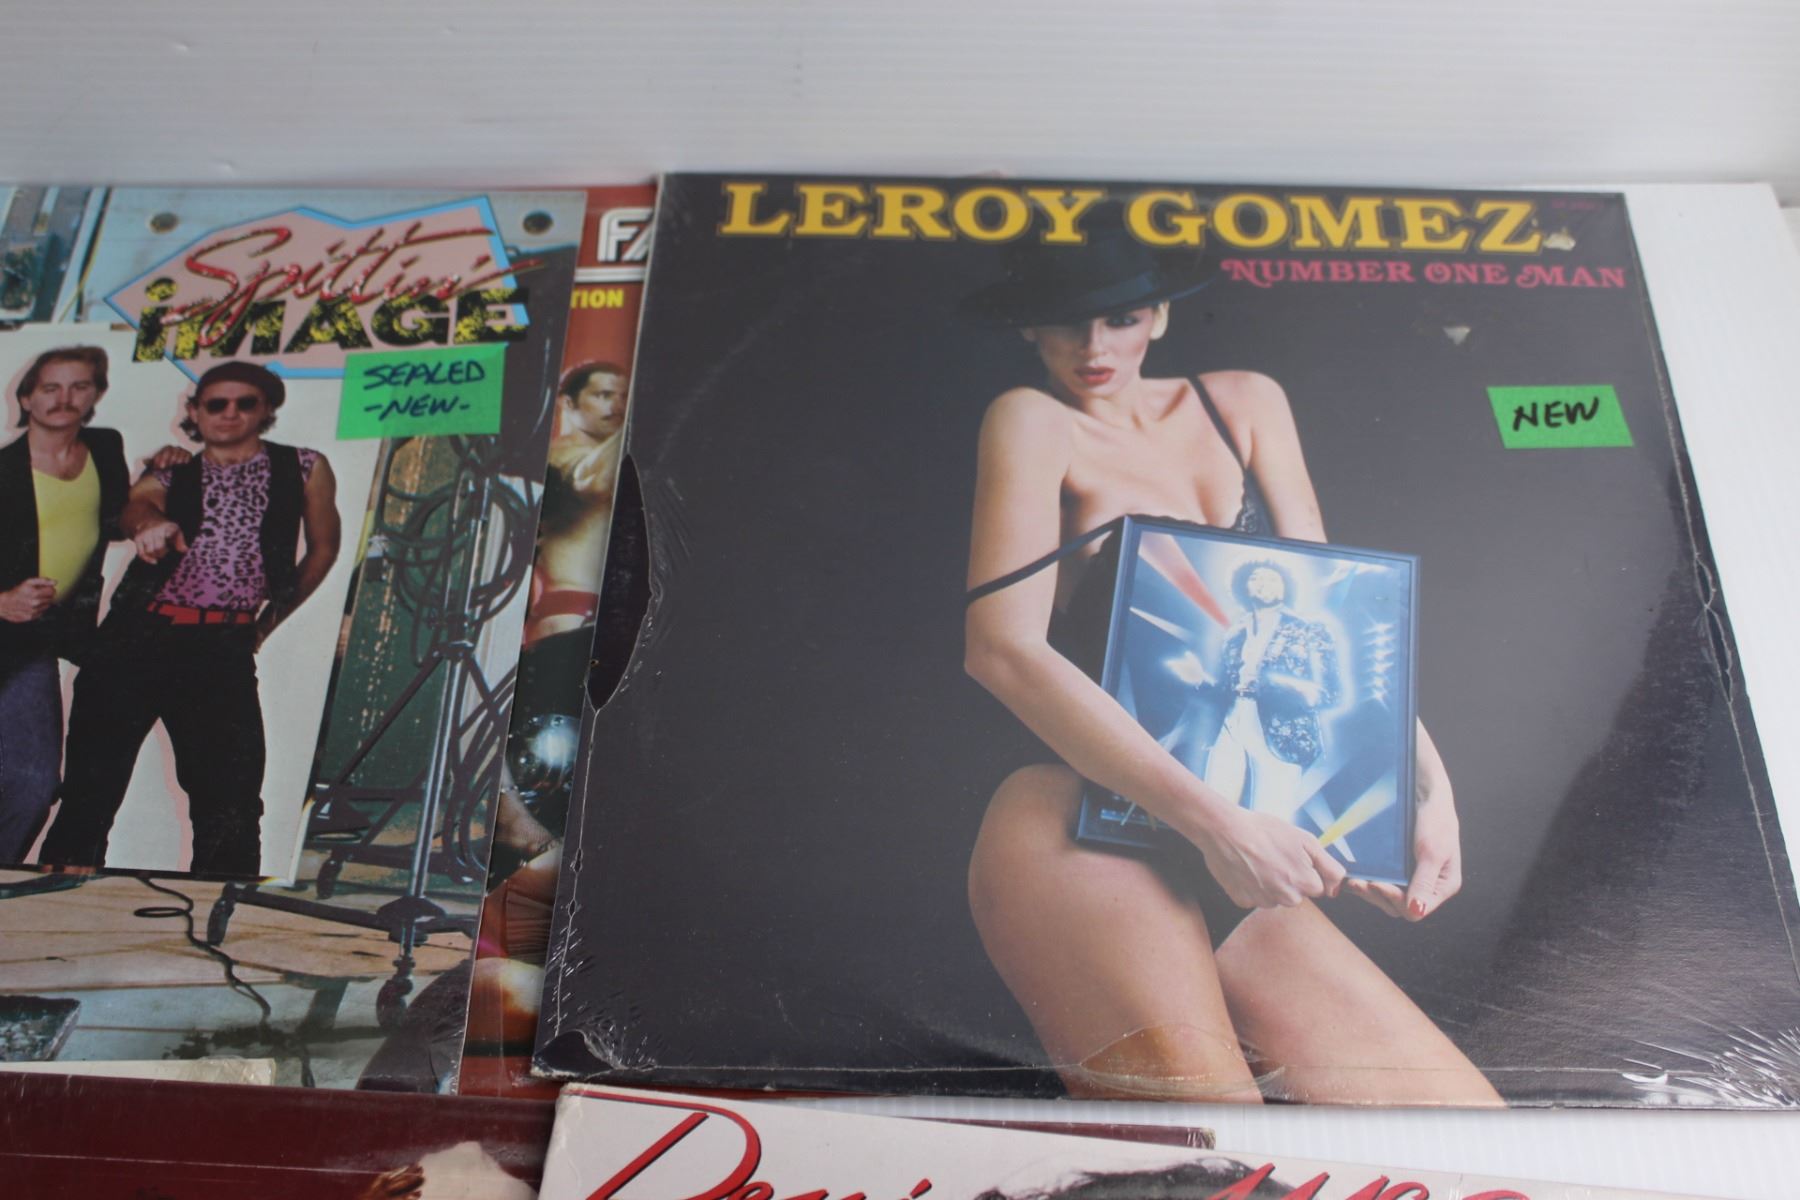 Spittin'
iMAGE
SEALED
-NEW-
FA
TION
LEROY GOMEZ
NUMBER ONE MAN
NEW